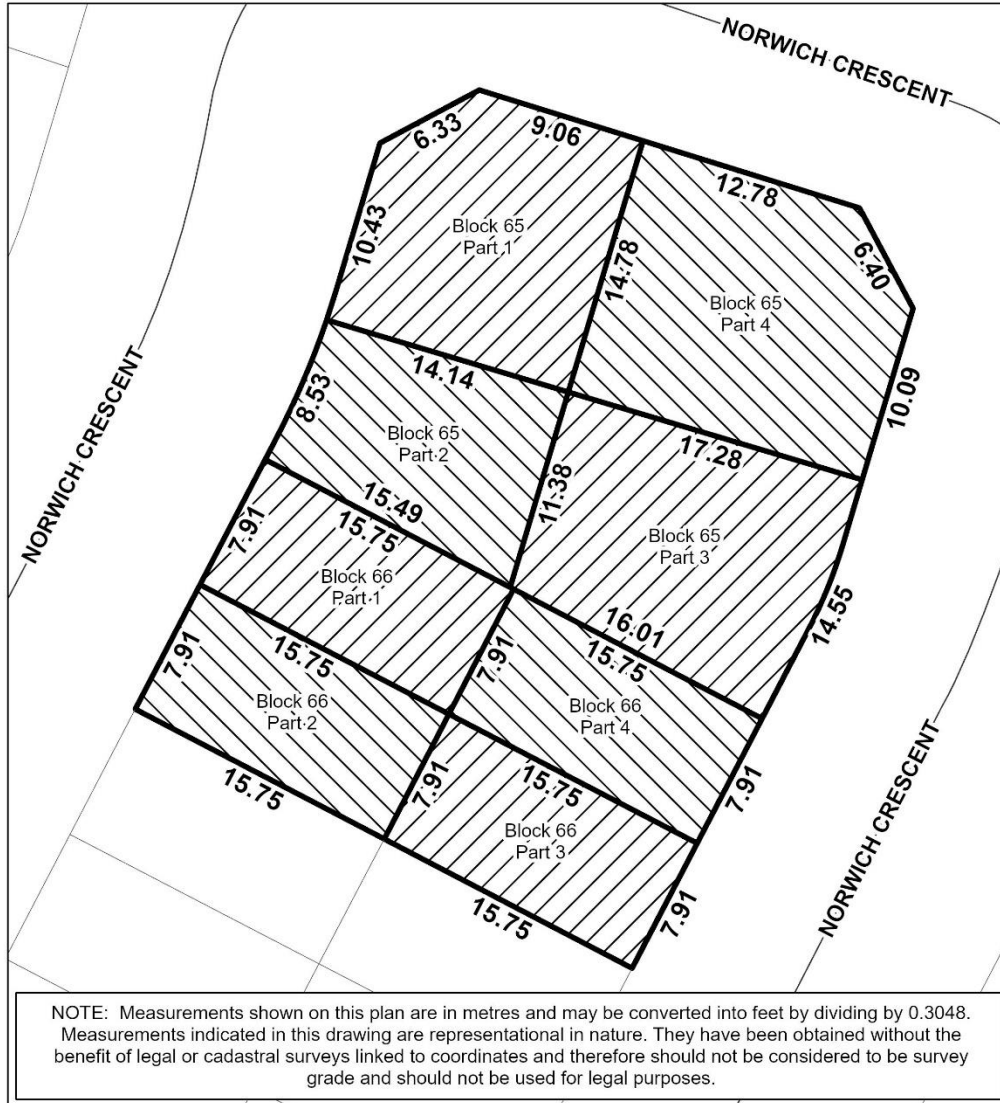 NORWICH CRESCENT
6.33
9.06
12.78
10.43
Block 65
Part 1
14.78
Block 65
Part 4
6.40
10.09
14.14
8.53
Block 65
Part 2
17.28
11.38
NORWICH CRESCENT
15.49
15.75
7.91
Block 66
Part 1
Block 65
Part 3
14.55
16.01
15.75
7.91
15.75
7.91
Block 66
Part 2
Block 66
Part 4
15.75
7.91
15.75
7.91
Block 66
Part 3
15.75
7.91
NORWICH CRESCENT
NOTE: Measurements shown on this plan are in metres and may be converted into feet by dividing by 0.3048.
Measurements indicated in this drawing are representational in nature. They have been obtained without the
benefit of legal or cadastral surveys linked to coordinates and therefore should not be considered to be survey
grade and should not be used for legal purposes.